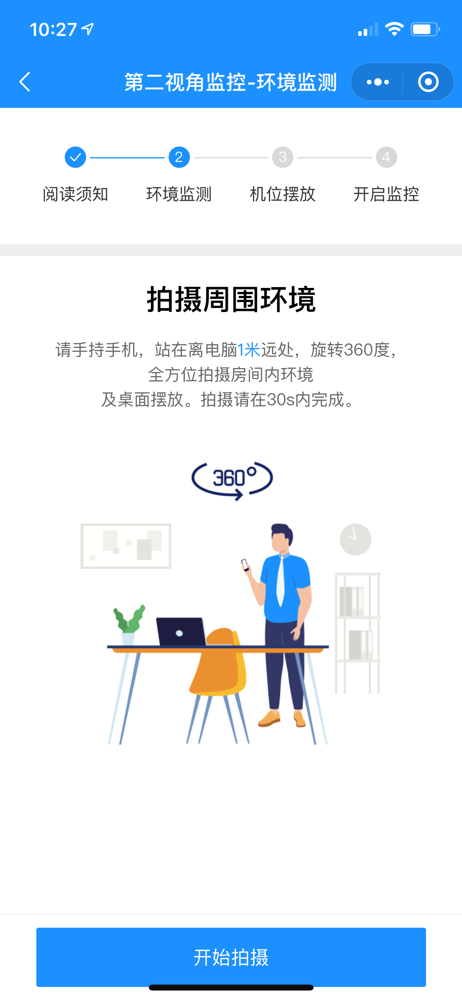 10:27
第二视角监控-环境监测
2
3
4
阅读须知
环境监测
机位摆放
开启监控
拍摄周围环境
请手持手机，站在离电脑1米远处，旋转360度，
全方位拍摄房间内环境
及桌面摆放。拍摄请在30s内完成。
360°
开始拍摄